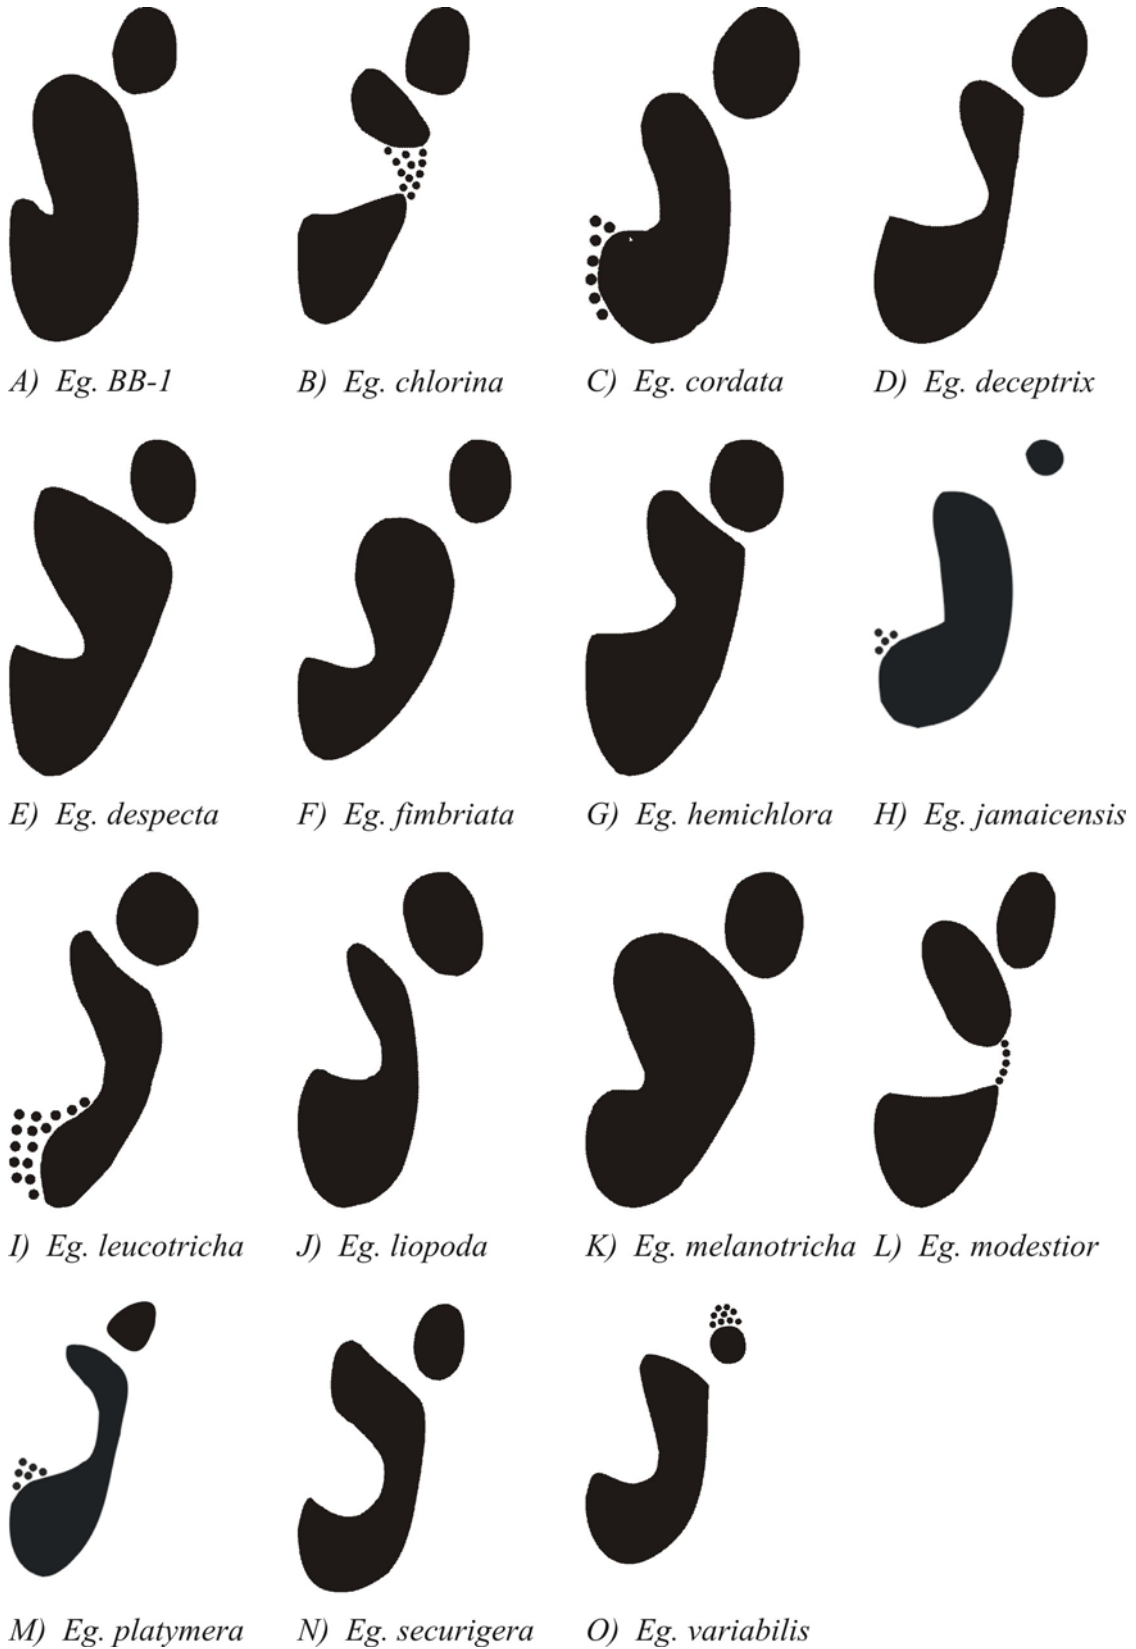 A) Eg. BB-1
B) Eg. chlorina
C) Eg. cordata
D) Eg. deceptrix
E) Eg. despecta
F) Eg. fimbriata
G) Eg. hemichlora
H) Eg. jamaicensis
I) Eg. leucotricha
J) Eg. liopoda
K) Eg. melanotricha
L) Eg. modestior
M) Eg. platymera
N) Eg. securigera
O) Eg. variabilis